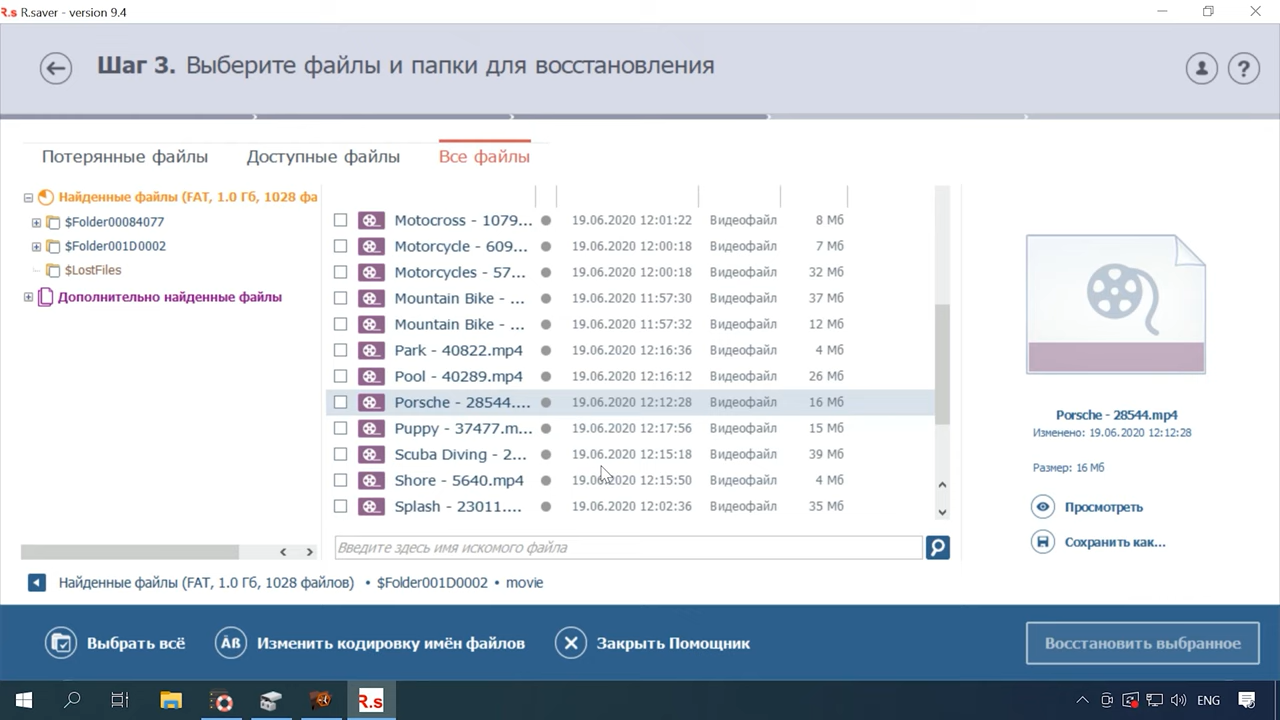 R.s R.saver - version 9.4
Шаг 3. Выберите файлы и папки для восстановления
?
Потерянные файлы Доступные файлы Все файлы
Найденные файлы (FAT, 1.0 Гб, 1028 фа
$Folder00084077
$Folder001D0002
$LostFiles
Дополнительно найденные файлы
Motocross - 1079... 19.06.2020 12:01:22 Видеофайл 8 Мб
Motorcycle - 609... 19.06.2020 12:00:18 Видеофайл 7 Мб
Motorcycles - 57... 19.06.2020 12:00:18 Видеофайл 32 Мб
Mountain Bike - ... 19.06.2020 11:57:30 Видеофайл 37 Мб
Mountain Bike - ... 19.06.2020 11:57:32 Видеофайл 12 Мб
Park - 40822.mp4 19.06.2020 12:16:36 Видеофайл 4 Мб
Pool - 40289.mp4 19.06.2020 12:16:12 Видеофайл 26 Мб
Porsche - 28544.... 19.06.2020 12:12:28 Видеофайл 16 Мб
Puppy - 37477.m... 19.06.2020 12:17:56 Видеофайл 15 Мб
Scuba Diving - 2... 19.06.2020 12:15:18 Видеофайл 39 Мб
Shore - 5640.mp4 19.06.2020 12:15:50 Видеофайл 4 Мб
Splash - 23011.... 19.06.2020 12:02:36 Видеофайл 35 Мб
Porsche - 28544.mp4
Изменено: 19.06.2020 12:12:28
Размер: 16 Мб
Просмотреть
Сохранить как...
Введите здесь имя искомого файла
Найденные файлы (FAT, 1.0 Гб, 1028 файлов) • $Folder001D0002 • movie
Выбрать всё Äß Изменить кодировку имён файлов Закрыть Помощник Восстановить выбранное
R.s ENG